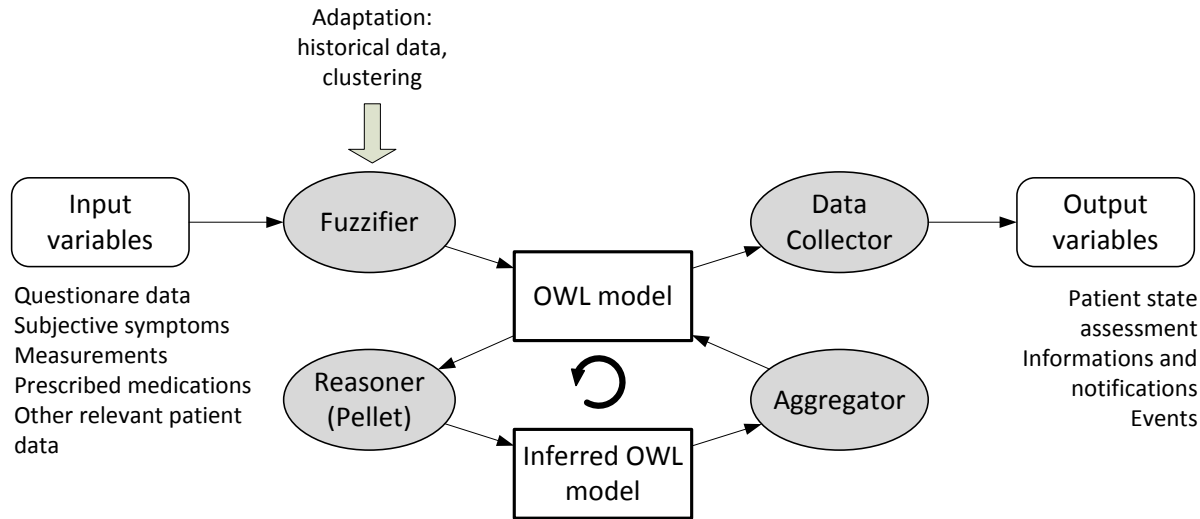 Adaptation:
historical data,
clustering
Input
variables
Fuzzifier
Data
Collector
Output
variables
OWL model
Questionare data
Subjective symptoms
Measurements
Prescribed medications
Other relevant patient
data
Reasoner
(Pellet)
Aggregator
Inferred OWL
model
Patient state
assessment
Informations and
notifications
Events